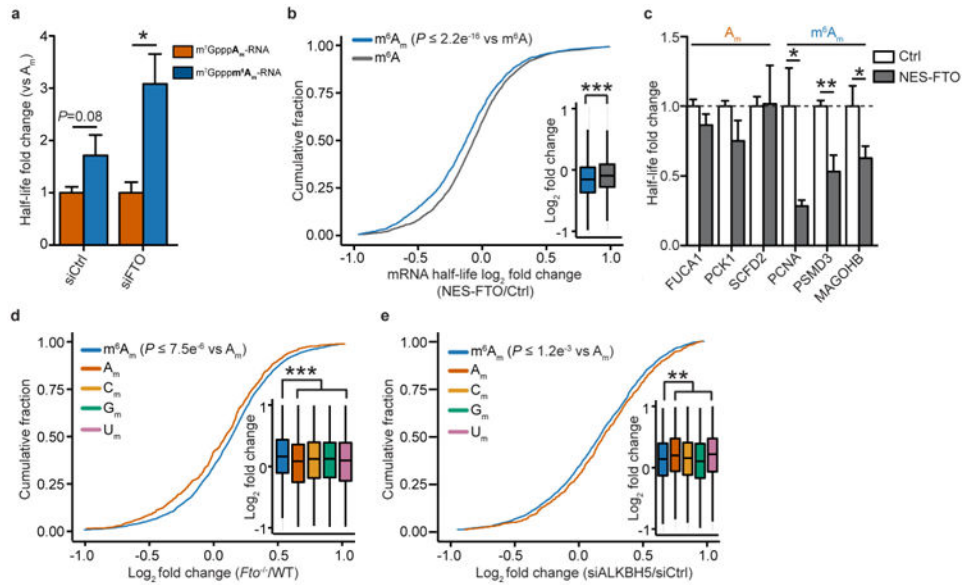 a
Half-life fold change (vs Am)
4
3
2
1
0
P=0.08
*
siCtrl
siFTO
m⁷GpppAm-RNA
m⁷Gpppm⁶Am-RNA
b
Cumulative fraction
1.00
0.75
0.50
0.25
0.00
m⁶Am (P ≤ 2.2e⁻¹⁶ vs m⁶A)
m⁶A
***
Log₂ fold change
1
0
-1
-1.0 -0.5 0.0 0.5 1.0
mRNA half-life log₂ fold change
(NES-FTO/Ctrl)
c
Am
m⁶Am
Ctrl
NES-FTO
Half-life fold change
1.5
1.0
0.5
0.0
* ** *
FUCA1
PCK1
SCFD2
PCNA
PSMD3
MAGOHB
d
Cumulative fraction
1.00
0.75
0.50
0.25
0.00
m⁶Am (P ≤ 7.5e⁻⁶ vs Am)
Am
Cm
Gm
Um
***
Log₂ fold change
1
0
-1
-1.0 -0.5 0.0 0.5 1.0
Log₂ fold change (Fto⁻/⁻/WT)
e
Cumulative fraction
1.00
0.75
0.50
0.25
0.00
m⁶Am (P ≤ 1.2e⁻³ vs Am)
Am
Cm
Gm
Um
**
Log₂ fold change
1
0
-1
-1.0 -0.5 0.0 0.5 1.0
Log₂ fold change (siALKBH5/siCtrl)